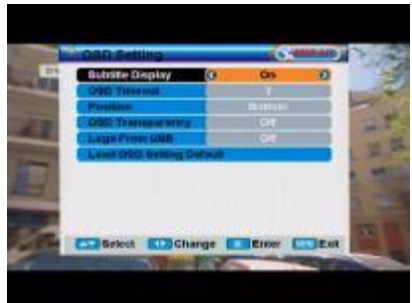 OSD Setting
Subtitle Display On
OSD Timeout 3
Position Bottom
OSD Transparency Off
Logo From USB Off
Load OSD Setting Default
Select Change Enter Exit